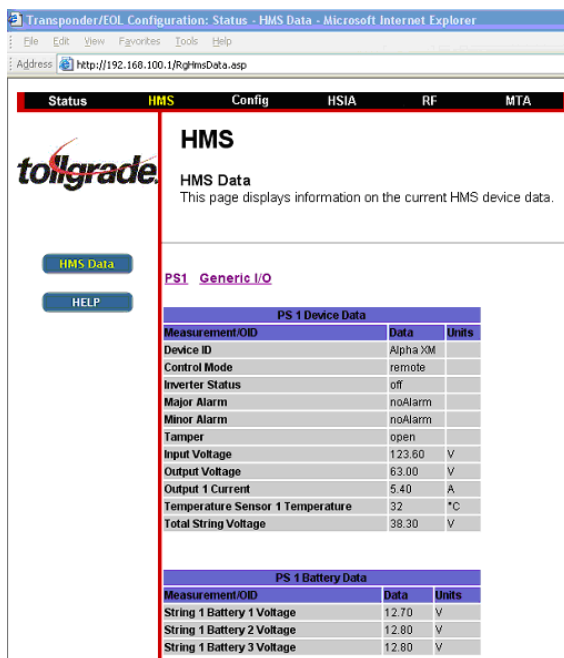 Transponder/EOL Configuration: Status - HMS Data - Microsoft Internet Explorer
File Edit View Favorites Tools Help
Address http://192.168.100.1/RgHmsData.asp
Status HMS Config HSIA RF MTA
tollgrade
HMS
HMS Data
This page displays information on the current HMS device data.
HMS Data
HELP
PS1 Generic I/O
PS 1 Device Data
Measurement/OID Data Units
Device ID Alpha XM
Control Mode remote
Inverter Status off
Major Alarm noAlarm
Minor Alarm noAlarm
Tamper open
Input Voltage 123.60 V
Output Voltage 63.00 V
Output 1 Current 5.40 A
Temperature Sensor 1 Temperature 32 °C
Total String Voltage 38.30 V
PS 1 Battery Data
Measurement/OID Data Units
String 1 Battery 1 Voltage 12.70 V
String 1 Battery 2 Voltage 12.80 V
String 1 Battery 3 Voltage 12.80 V